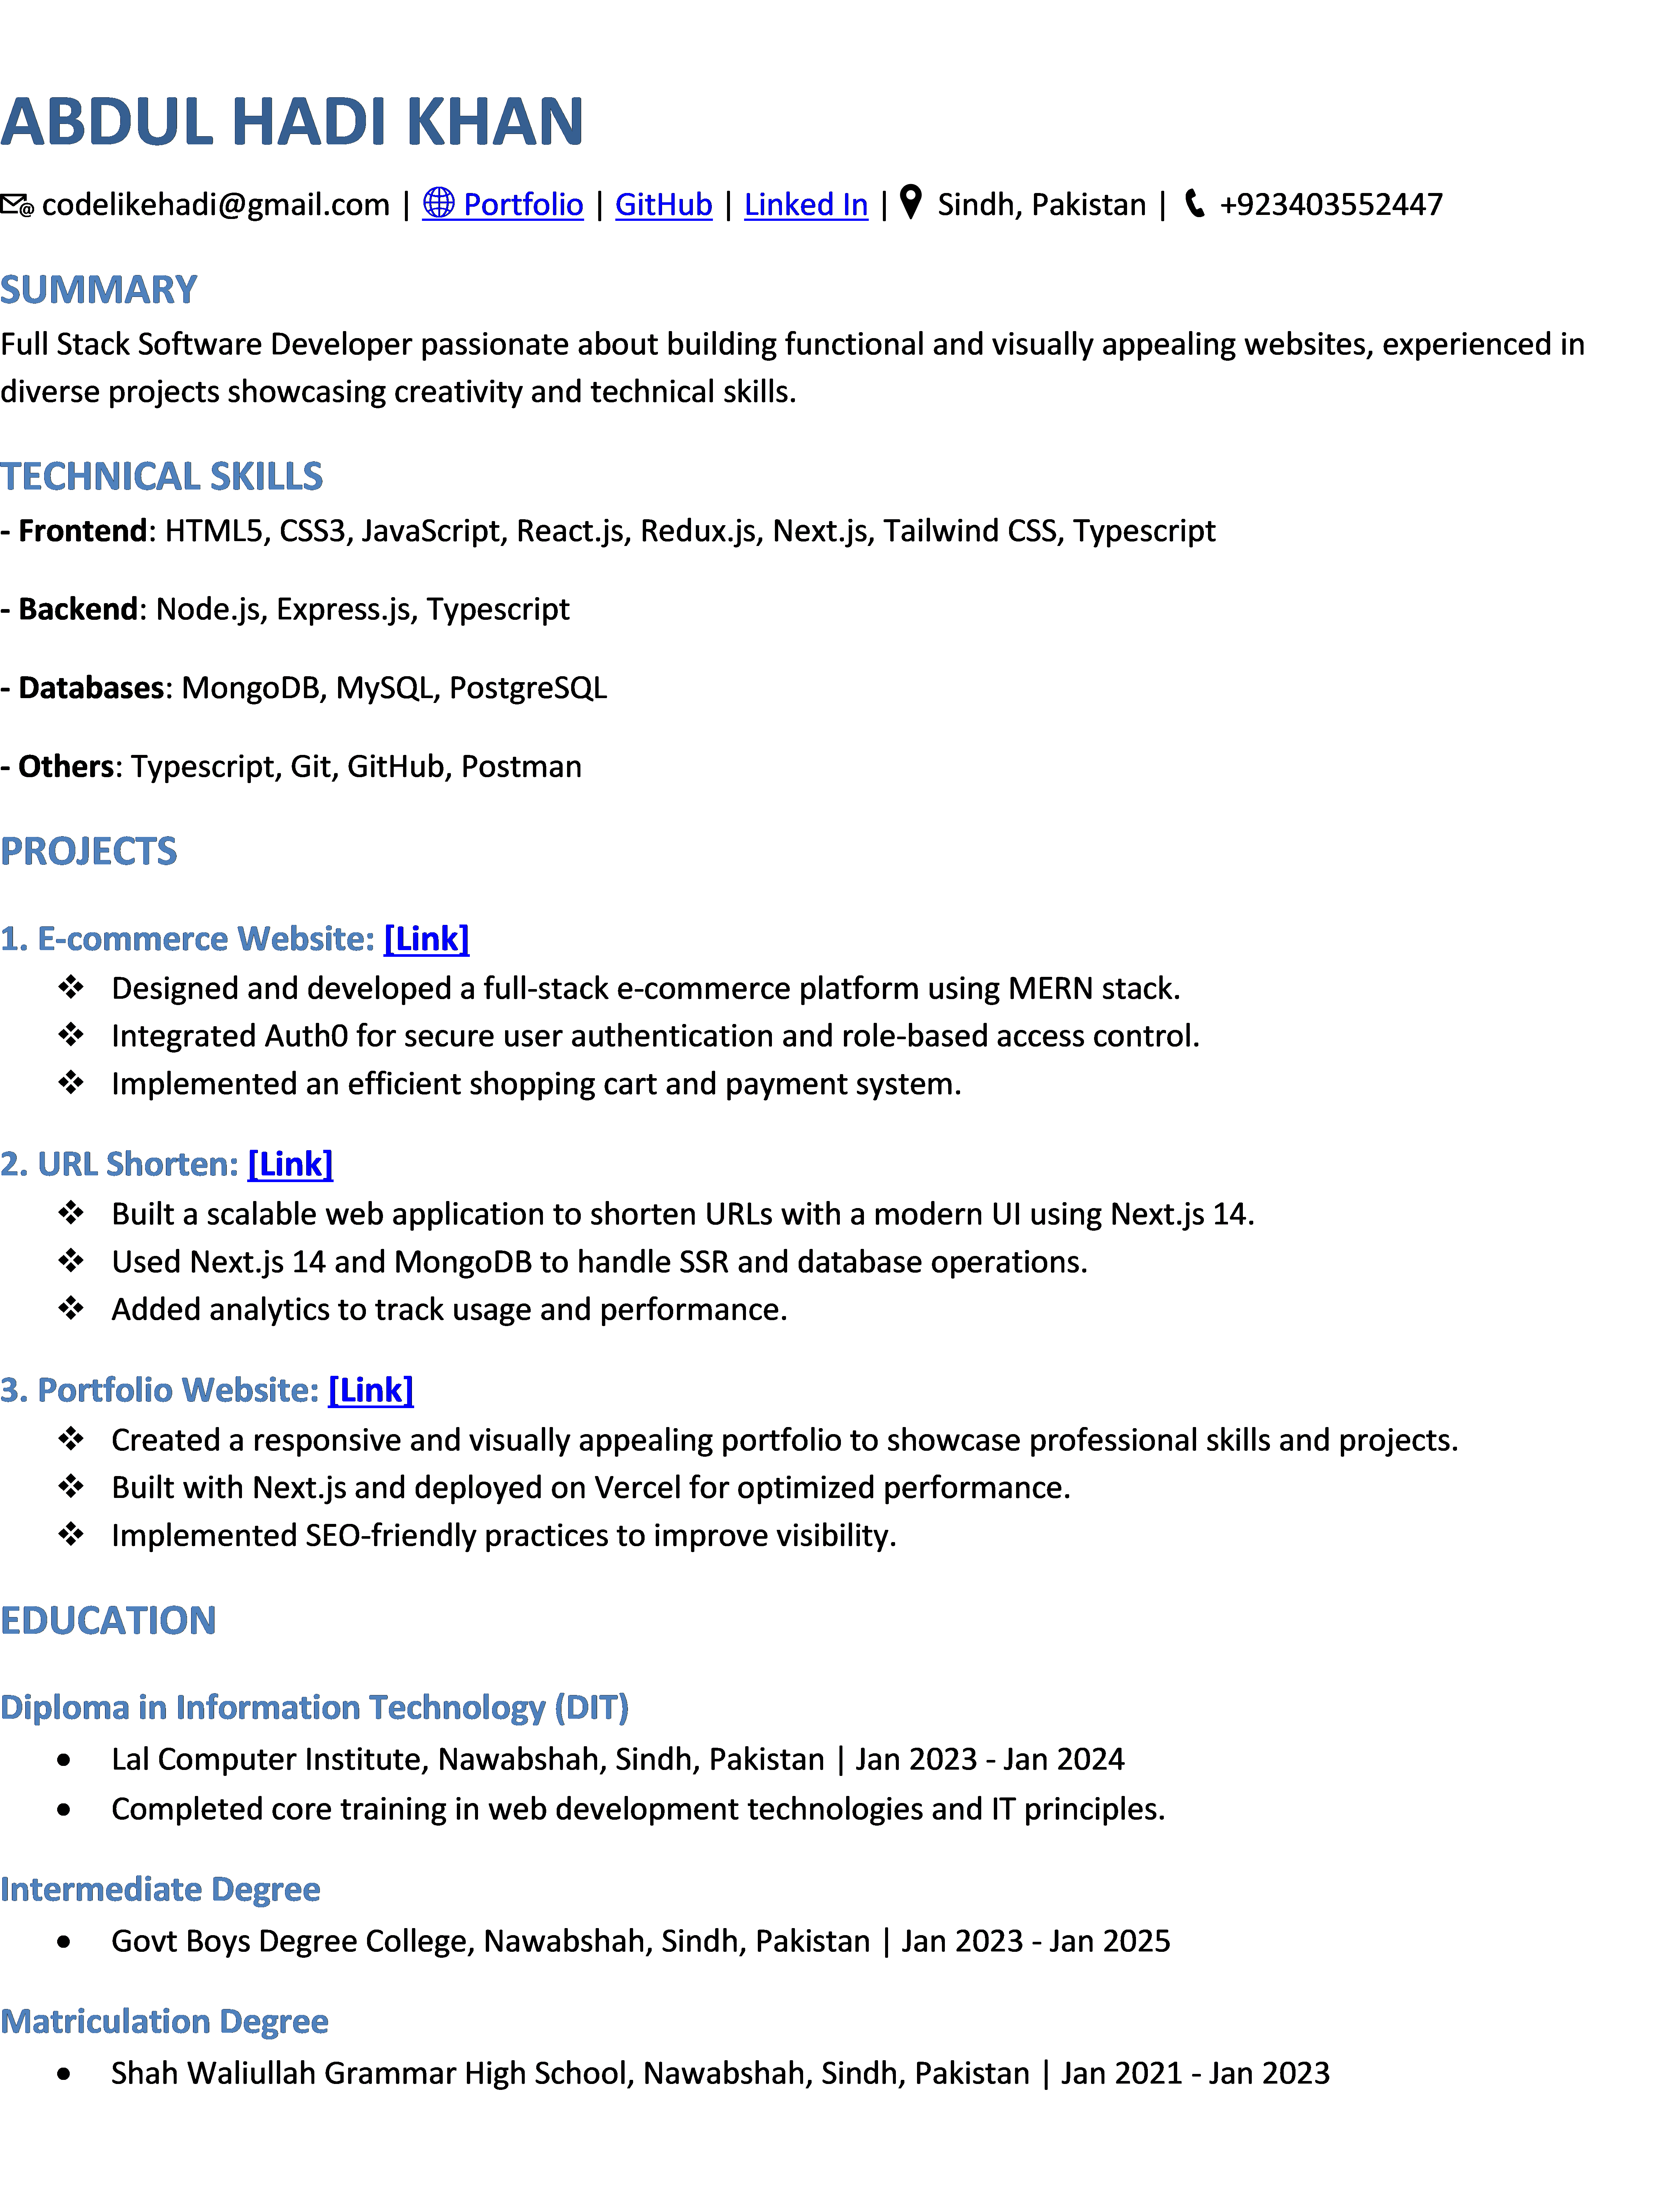 ABDUL HADI KHAN
codelikehadi@gmail.com | Portfolio | GitHub | Linked In | Sindh, Pakistan | +923403552447
SUMMARY
Full Stack Software Developer passionate about building functional and visually appealing websites, experienced in
diverse projects showcasing creativity and technical skills.
TECHNICAL SKILLS
- Frontend: HTML5, CSS3, JavaScript, React.js, Redux.js, Next.js, Tailwind CSS, Typescript
- Backend: Node.js, Express.js, Typescript
- Databases: MongoDB, MySQL, PostgreSQL
- Others: Typescript, Git, GitHub, Postman
PROJECTS
1. E-commerce Website: [Link]
❖ Designed and developed a full-stack e-commerce platform using MERN stack.
❖ Integrated Auth0 for secure user authentication and role-based access control.
❖ Implemented an efficient shopping cart and payment system.
2. URL Shorten: [Link]
❖ Built a scalable web application to shorten URLs with a modern UI using Next.js 14.
❖ Used Next.js 14 and MongoDB to handle SSR and database operations.
❖ Added analytics to track usage and performance.
3. Portfolio Website: [Link]
❖ Created a responsive and visually appealing portfolio to showcase professional skills and projects.
❖ Built with Next.js and deployed on Vercel for optimized performance.
❖ Implemented SEO-friendly practices to improve visibility.
EDUCATION
Diploma in Information Technology (DIT)
• Lal Computer Institute, Nawabshah, Sindh, Pakistan | Jan 2023 - Jan 2024
• Completed core training in web development technologies and IT principles.
Intermediate Degree
• Govt Boys Degree College, Nawabshah, Sindh, Pakistan | Jan 2023 - Jan 2025
Matriculation Degree
• Shah Waliullah Grammar High School, Nawabshah, Sindh, Pakistan | Jan 2021 - Jan 2023